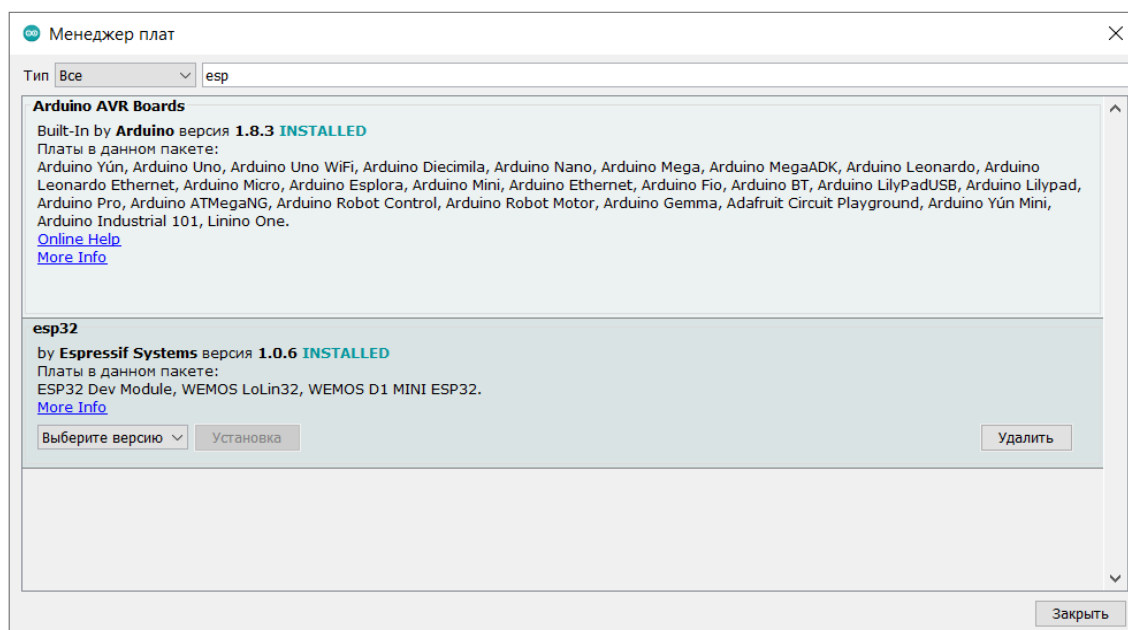 Менеджер плат
Тип Все esp
Arduino AVR Boards
Built-In by Arduino версия 1.8.3 INSTALLED
Платы в данном пакете:
Arduino Yún, Arduino Uno, Arduino Uno WiFi, Arduino Diecimila, Arduino Nano, Arduino Mega, Arduino MegaADK, Arduino Leonardo, Arduino
Leonardo Ethernet, Arduino Micro, Arduino Esplora, Arduino Mini, Arduino Ethernet, Arduino Fio, Arduino BT, Arduino LilyPadUSB, Arduino Lilypad,
Arduino Pro, Arduino ATMegaNG, Arduino Robot Control, Arduino Robot Motor, Arduino Gemma, Adafruit Circuit Playground, Arduino Yún Mini,
Arduino Industrial 101, Linino One.
Online Help
More Info
esp32
by Espressif Systems версия 1.0.6 INSTALLED
Платы в данном пакете:
ESP32 Dev Module, WEMOS LoLin32, WEMOS D1 MINI ESP32.
More Info
Выберите версию Установка Удалить
Закрыть